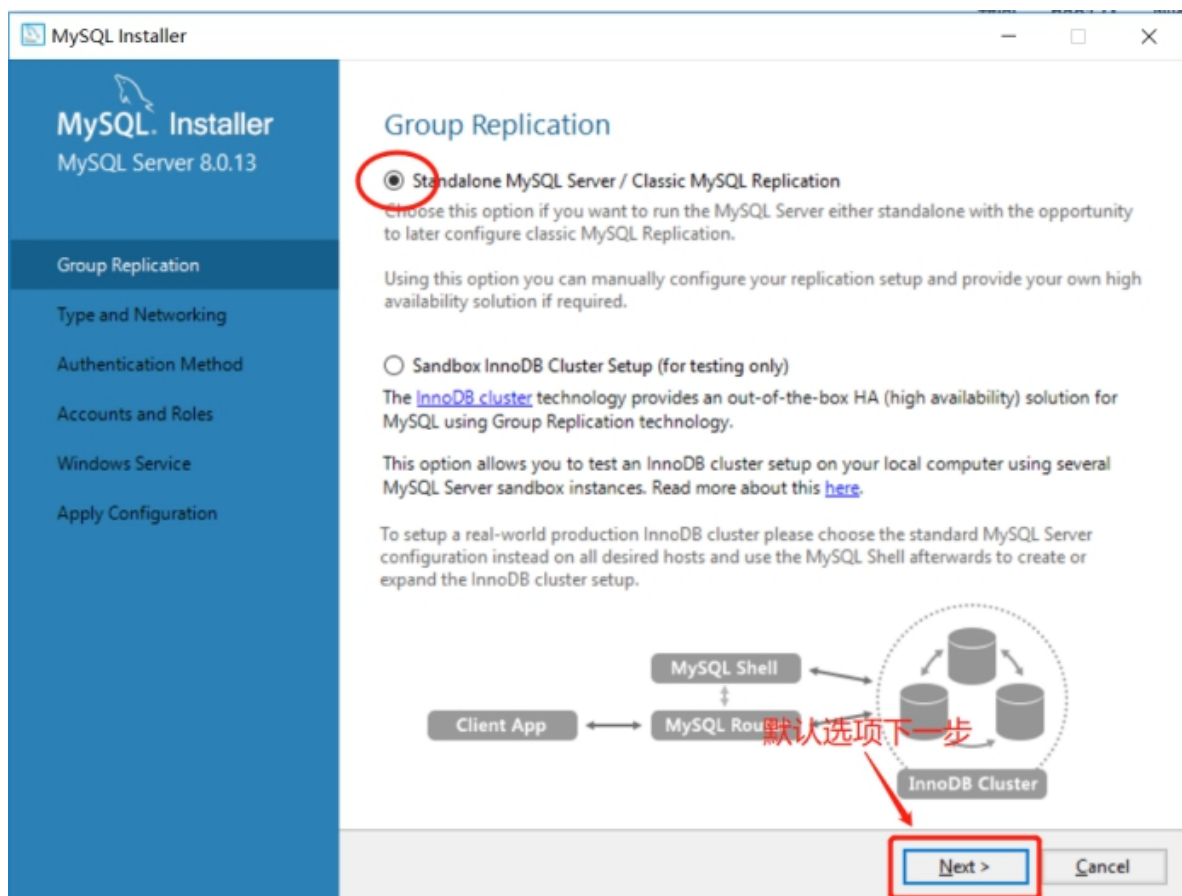 MySQL Installer
MySQL. Installer
MySQL Server 8.0.13
Group Replication
Type and Networking
Authentication Method
Accounts and Roles
Windows Service
Apply Configuration
Group Replication
Standalone MySQL Server / Classic MySQL Replication
Choose this option if you want to run the MySQL Server either standalone with the opportunity
to later configure classic MySQL Replication.
Using this option you can manually configure your replication setup and provide your own high
availability solution if required.
Sandbox InnoDB Cluster Setup (for testing only)
The InnoDB cluster technology provides an out-of-the-box HA (high availability) solution for
MySQL using Group Replication technology.
This option allows you to test an InnoDB cluster setup on your local computer using several
MySQL Server sandbox instances. Read more about this here.
To setup a real-world production InnoDB cluster please choose the standard MySQL Server
configuration instead on all desired hosts and use the MySQL Shell afterwards to create or
expand the InnoDB cluster setup.
MySQL Shell
Client App
MySQL Rou
默认选项下一步
InnoDB Cluster
Next >
Cancel